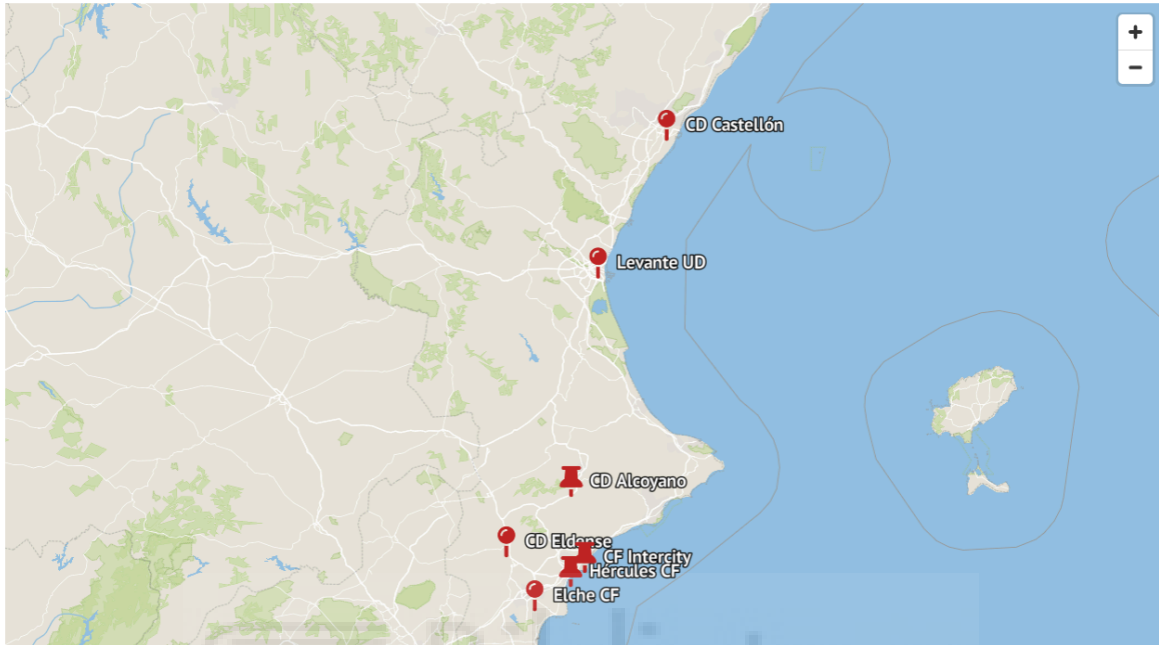 +
−
CD Castellón
Levante UD
CD Alcoyano
CD Eldense
CF Intercity
Hércules CF
Elche CF